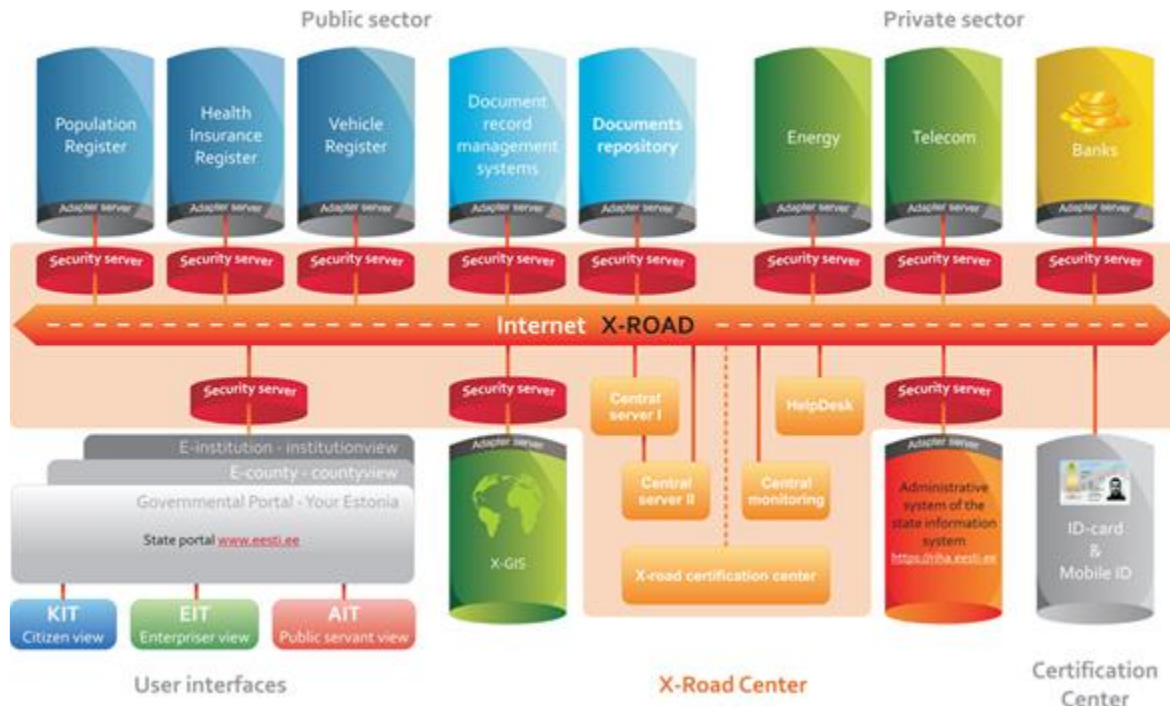 Public sector
Private sector
Population
Register
Health
Insurance
Register
Vehicle
Register
Document
record
management
systems
Documents
repository
Energy
Telecom
Banks
Adapter server
Adapter server
Adapter server
Adapter server
Adapter server
Adapter server
Adapter server
Adapter server
Security server
Security server
Security server
Security server
Security server
Security server
Security server
Security server
Internet X-ROAD
Security server
Security server
Central
server I
HelpDesk
Security server
E-institution - institutionview
E-county - countyview
Governmental Portal - Your Estonia
State portal www.eesti.ee
Adapter server
X-GIS
Central
server II
Central
monitoring
X-road certification center
Adapter server
Administrative
system of the
state information
system
https://riha.eesti.ee
ID-card
&
Mobile ID
KIT
Citizen view
EIT
Enterpriser view
AIT
Public servant view
User interfaces
X-Road Center
Certification
Center